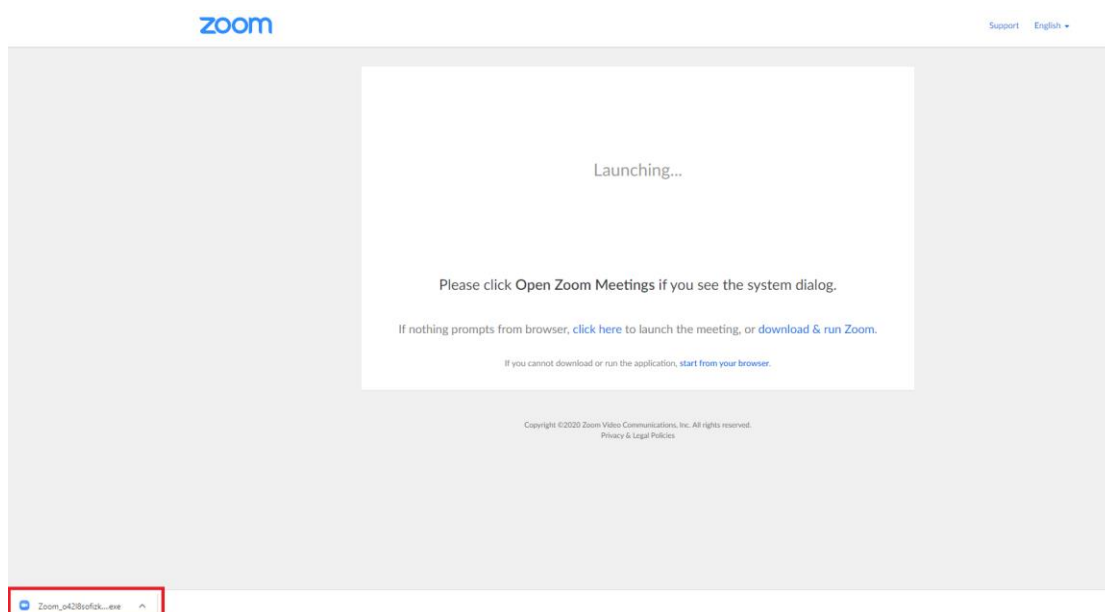 zoom
Support English
Launching...
Please click Open Zoom Meetings if you see the system dialog.
If nothing prompts from browser, click here to launch the meeting, or download & run Zoom.
If you cannot download or run the application, start from your browser.
Copyright ©2020 Zoom Video Communications, Inc. All rights reserved.
Privacy & Legal Policies
Zoom_o42l8sofizk....exe